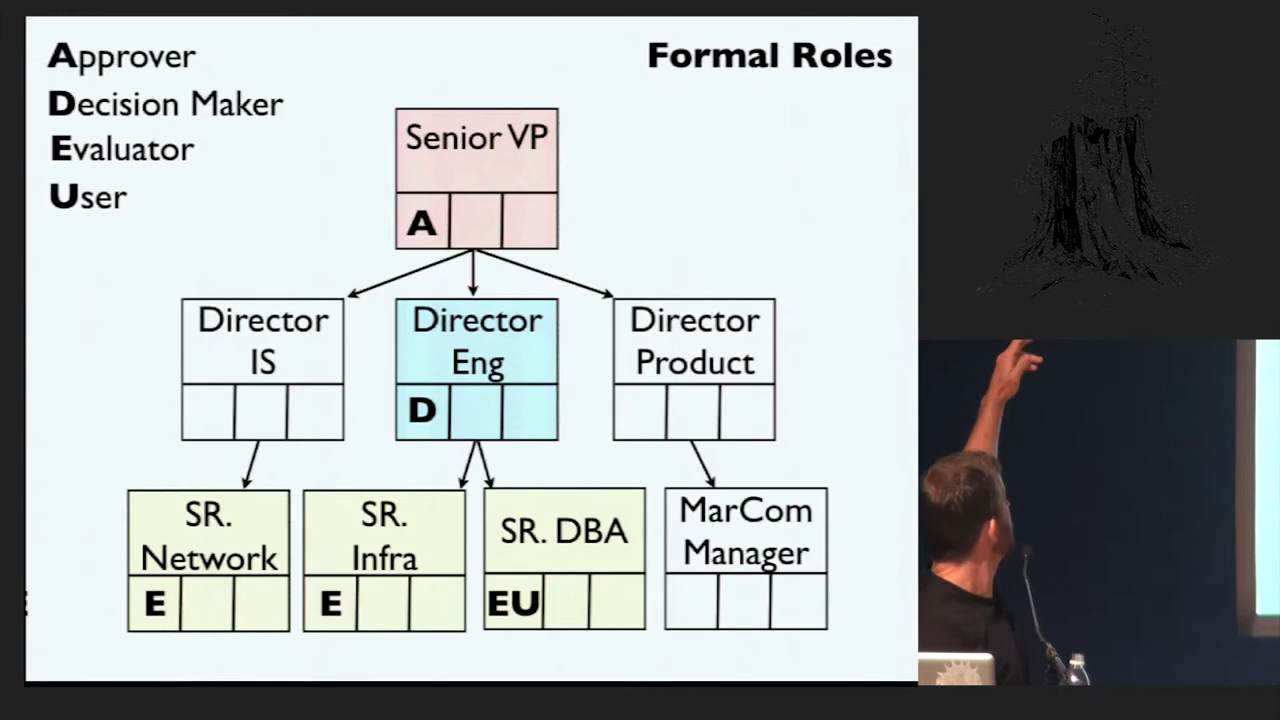 Approver
Decision Maker
Evaluator
User
Formal Roles
Senior VP
A
Director
IS
Director
Eng
D
Director
Product
SR.
Network
E
SR.
Infra
E
SR. DBA
EU
MarCom
Manager